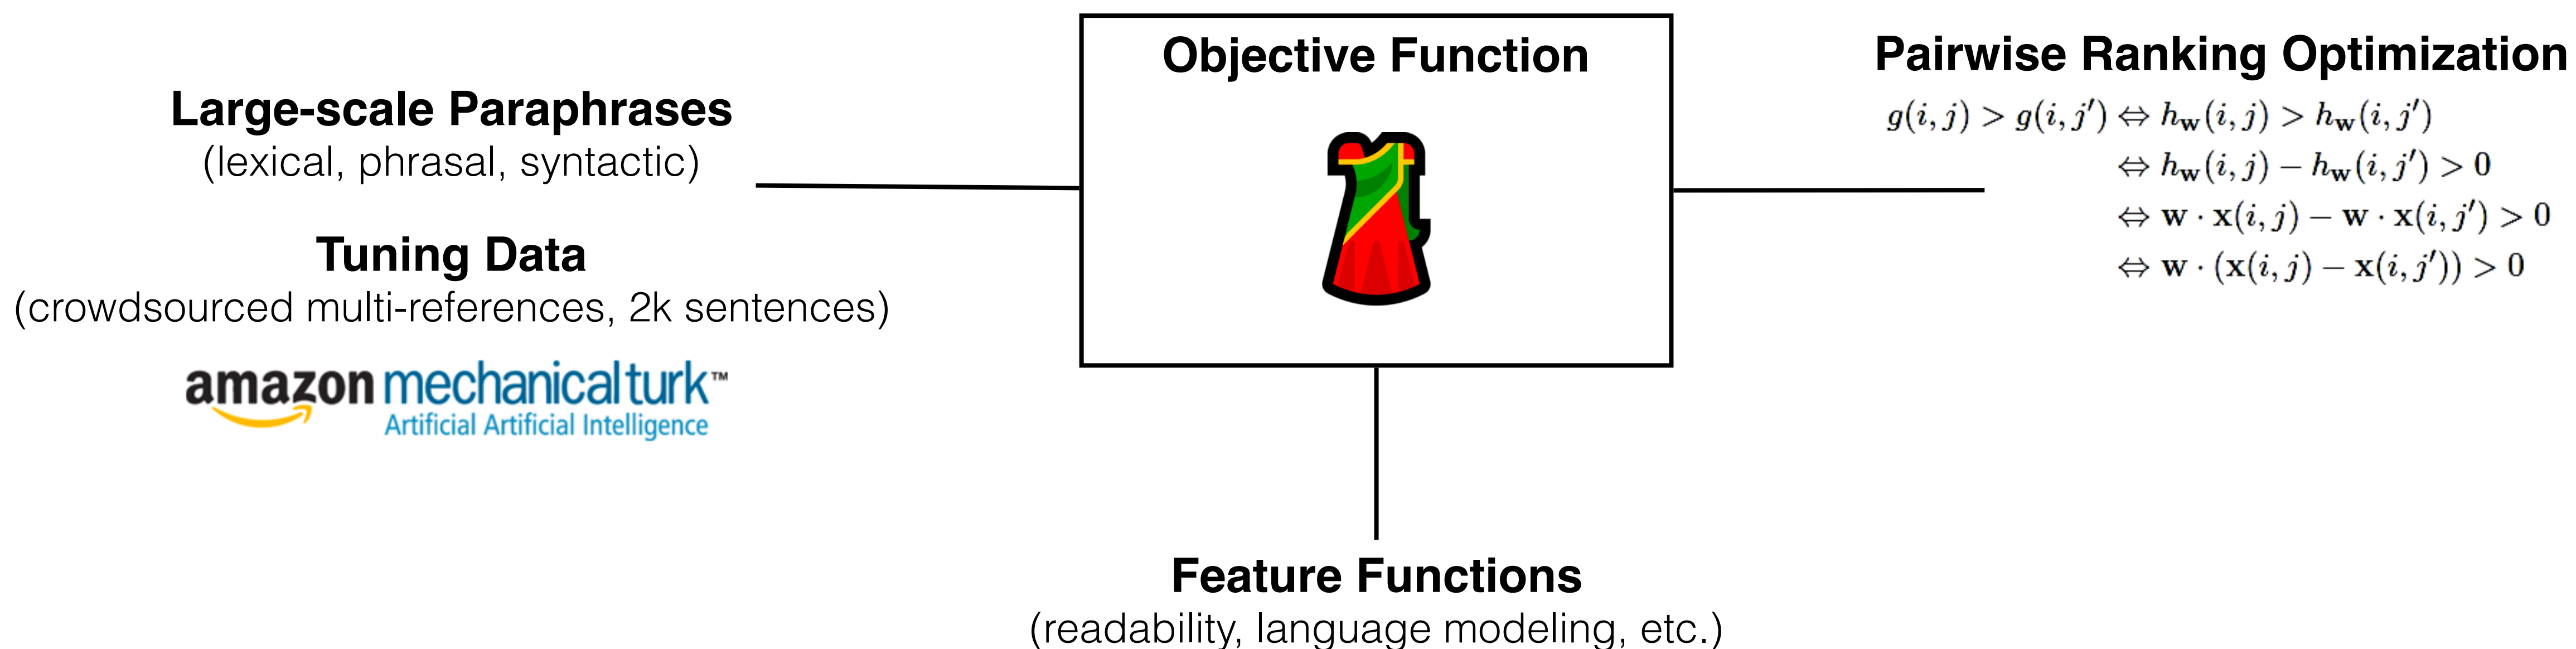 Large-scale Paraphrases
(lexical, phrasal, syntactic)
Tuning Data
(crowdsourced multi-references, 2k sentences)
amazon mechanical turk™
Artificial Artificial Intelligence
Objective Function
Feature Functions
(readability, language modeling, etc.)
Pairwise Ranking Optimization
g(i, j) > g(i, j′) ⇔ h_w(i, j) > h_w(i, j′)
⇔ h_w(i, j) − h_w(i, j′) > 0
⇔ w · x(i, j) − w · x(i, j′) > 0
⇔ w · (x(i, j) − x(i, j′)) > 0